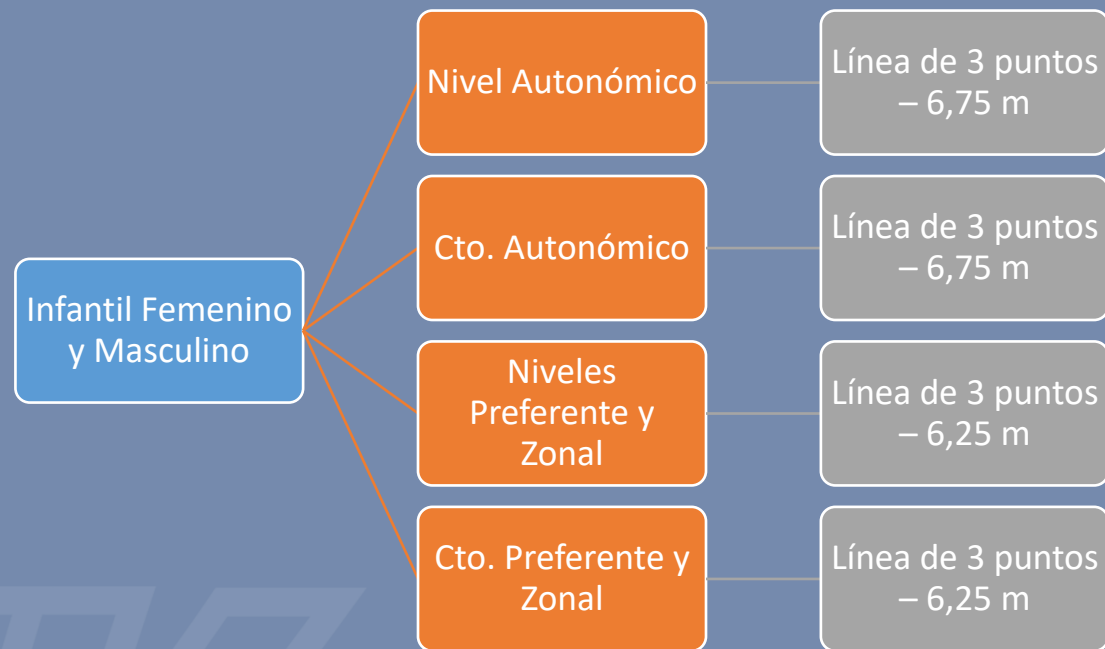 Infantil Femenino
y Masculino
Nivel Autonómico
Línea de 3 puntos
– 6,75 m
Cto. Autonómico
Línea de 3 puntos
– 6,75 m
Niveles
Preferente y
Zonal
Línea de 3 puntos
– 6,25 m
Cto. Preferente y
Zonal
Línea de 3 puntos
– 6,25 m